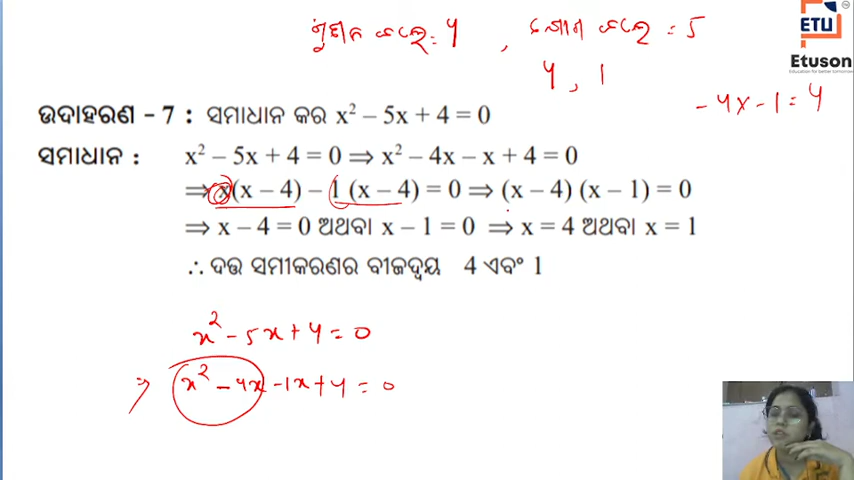 ଗୁଣନ ଫଳ = 4 , ଯୋଗ ଫଳ = 5
4 , 1
ETU
Etuson
Education for better tomorrow
- 4 x - 1 = 4
ଉଦାହରଣ - 7 : ସମାଧାନ କର x² – 5x + 4 = 0
ସମାଧାନ : x² – 5x + 4 = 0 ⇒ x² – 4x – x + 4 = 0
⇒ x(x – 4) – 1 (x – 4) = 0 ⇒ (x – 4) (x – 1) = 0
⇒ x – 4 = 0 ଅଥବା x – 1 = 0 ⇒ x = 4 ଅଥବା x = 1
∴ ଦତ୍ତ ସମୀକରଣର ବୀଜଦ୍ୱୟ 4 ଏବଂ 1
x² - 5x + 4 = 0
⇒ x² - 4x - 1x + 4 = 0